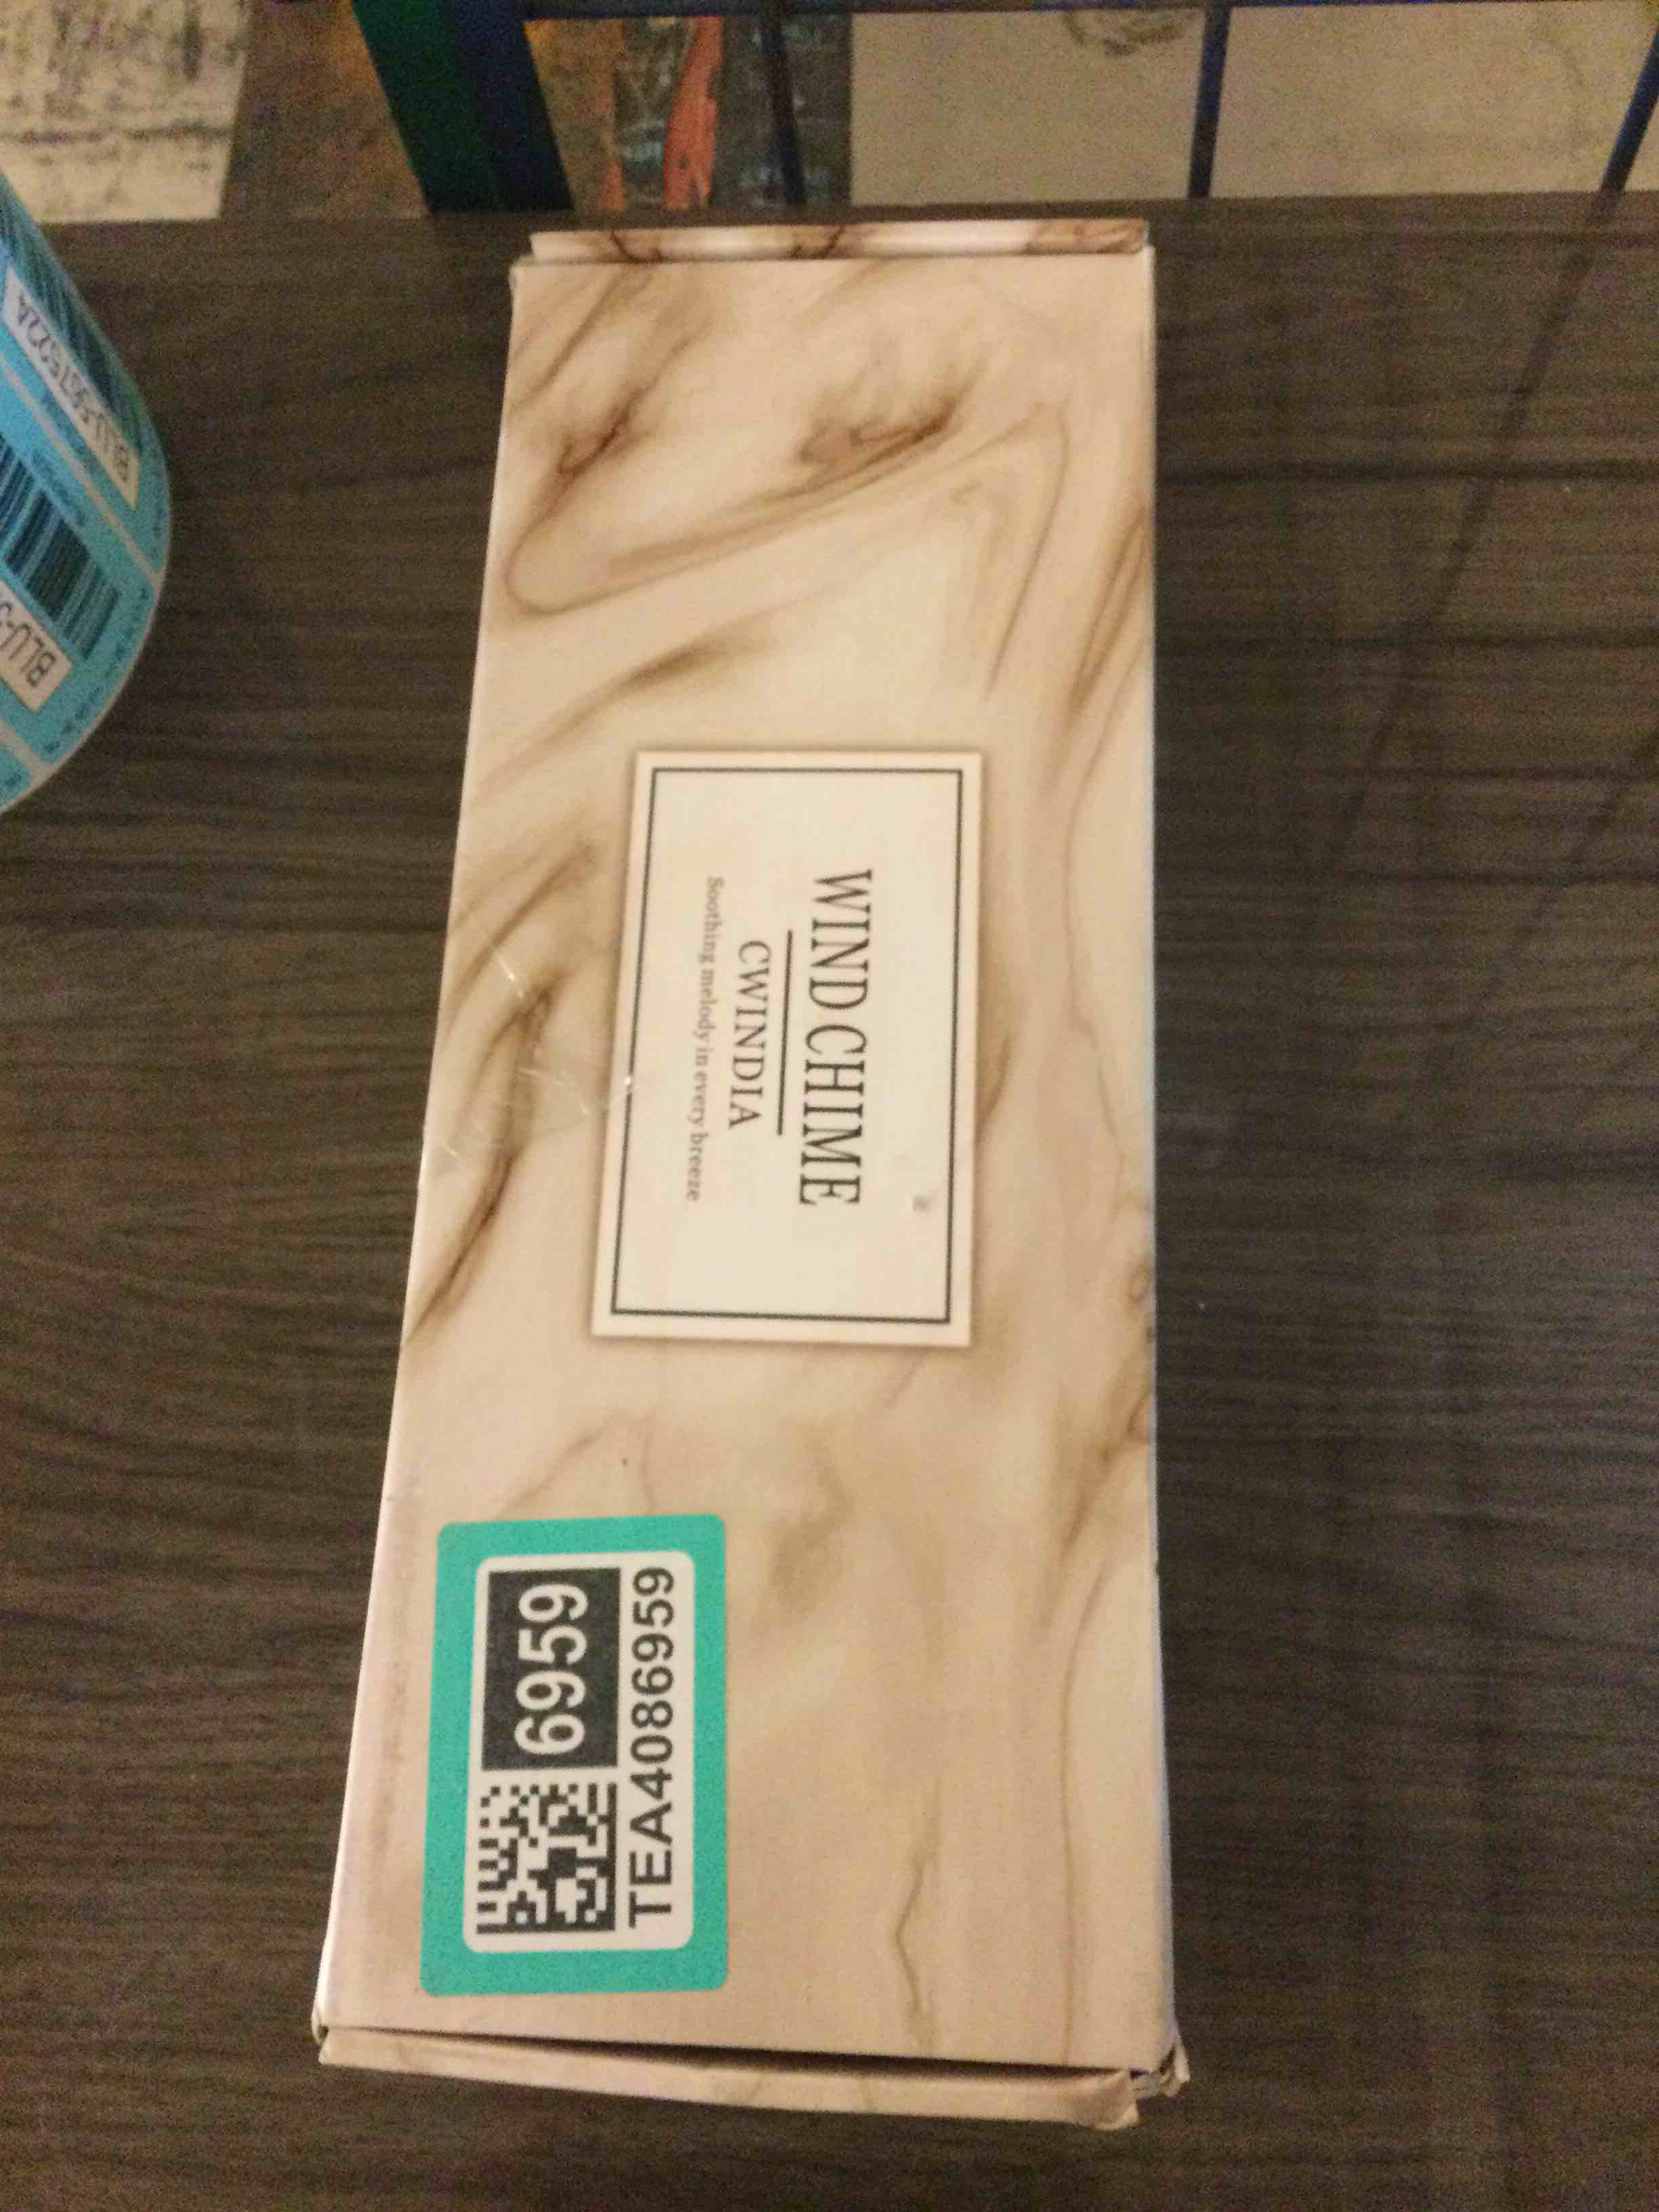 WIND CHIME
CWINDIA
Soothing melody in every breeze
6959
TEA4086959